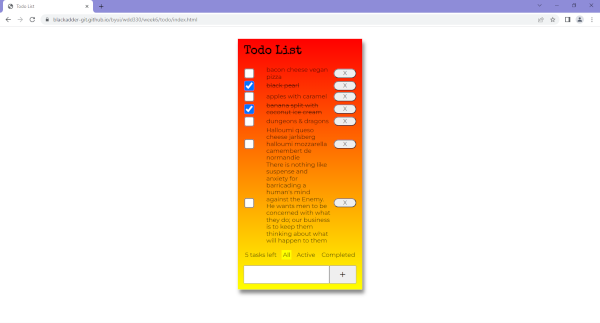 Todo List
blackadder-git.github.io/byui/wdd330/week6/todo/index.html
Todo List
bacon cheese vegan
pizza
X
black pearl
X
apples with caramel
X
banana split with
coconut ice cream
X
dungeons & dragons
X
Halloumi queso
cheese jarlsberg
halloumi mozzarella
camembert de
normandie
X
There is nothing like
suspense and
anxiety for
barricading a
human's mind
against the Enemy.
He wants men to be
concerned with what
they do; our business
is to keep them
thinking about what
will happen to them
X
5 tasks left. All Active Completed
+